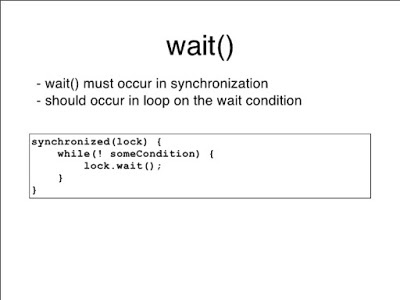 wait()
- wait() must occur in synchronization
- should occur in loop on the wait condition
synchronized(lock) {
    while(! someCondition) {
        lock.wait();
    }
}